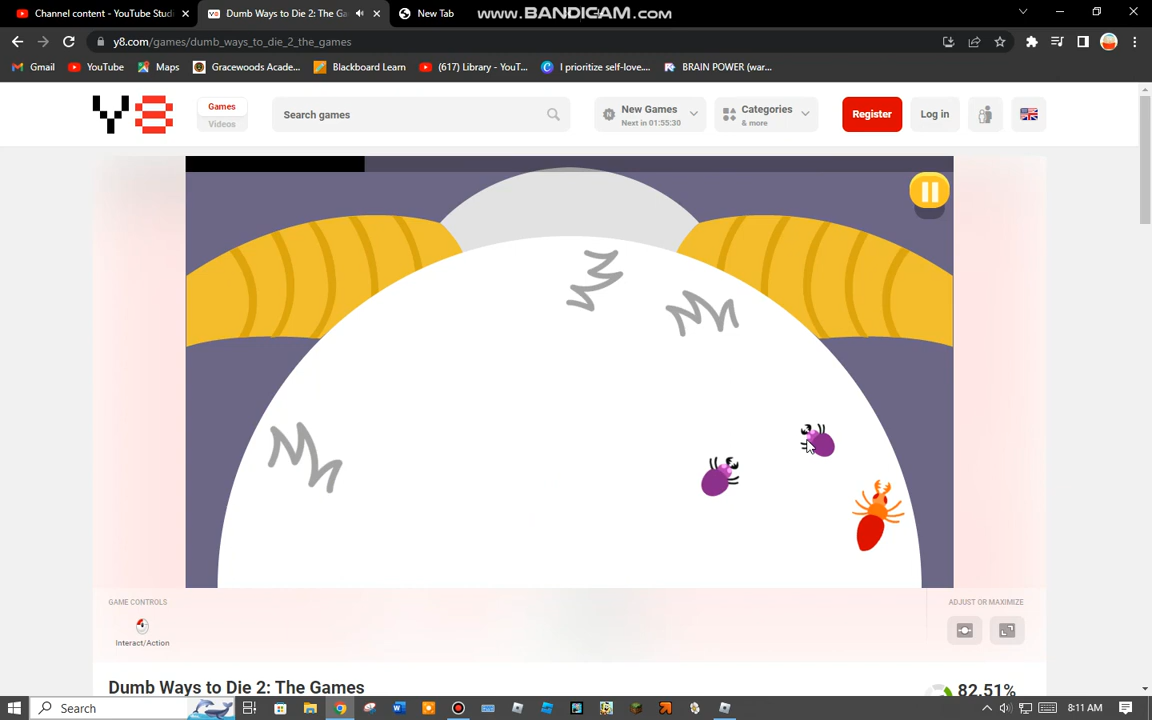 Channel content - YouTube Studi
Dumb Ways to Die 2: The Ga
New Tab
www.BANDICAM.com
y8.com/games/dumb_ways_to_die_2_the_games
Gmail
YouTube
Maps
Gracewoods Acade...
Blackboard Learn
(617) Library - YouT...
I prioritize self-love....
BRAIN POWER (war...
Y8
Games
Videos
Search games
New Games
Next in 01:55:30
Categories
& more
Register
Log in
GAME CONTROLS
Interact/Action
ADJUST OR MAXIMIZE
Dumb Ways to Die 2: The Games
82.51%
Search
8:11 AM